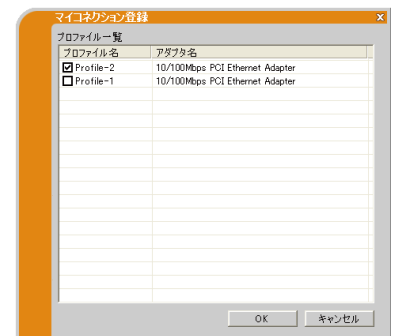 マイコネクション登録
プロファイル一覧
プロファイル名 アダプタ名
Profile-2 10/100Mbps PCI Ethernet Adapter
Profile-1 10/100Mbps PCI Ethernet Adapter
OK キャンセル